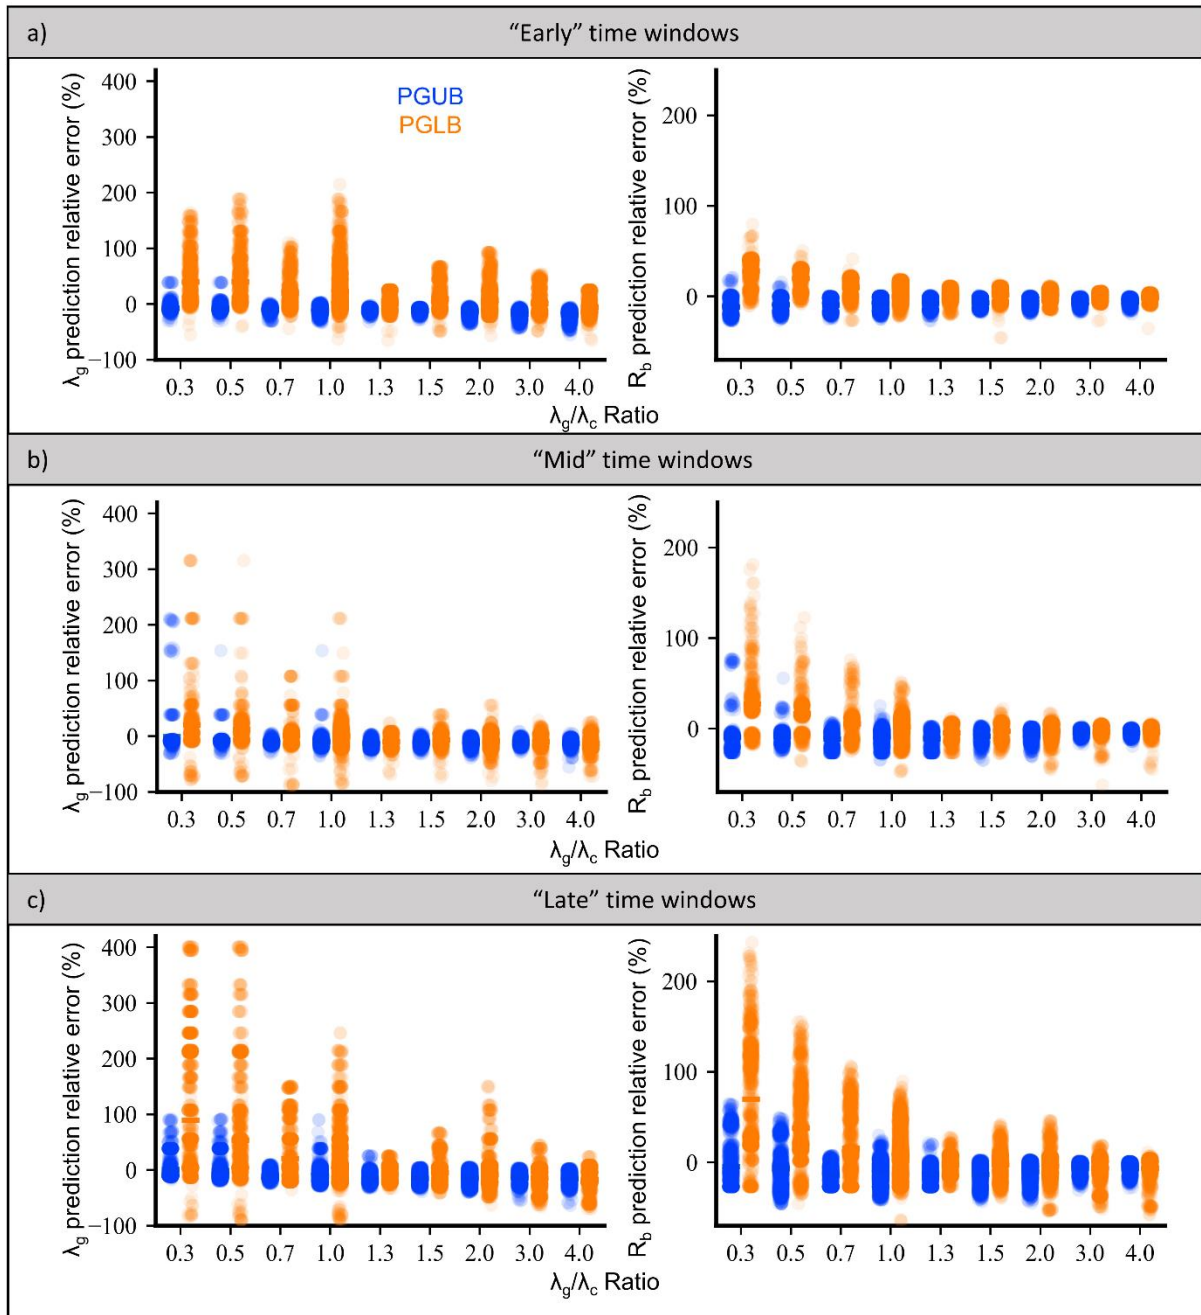 a) “Early” time windows
λg prediction relative error (%)
400
300
200
100
0
−100
PGUB
PGLB
0.3 0.5 0.7 1.0 1.3 1.5 2.0 3.0 4.0
Rb prediction relative error (%)
200
100
0
0.3 0.5 0.7 1.0 1.3 1.5 2.0 3.0 4.0
λg/λc Ratio
b) “Mid” time windows
λg prediction relative error (%)
400
300
200
100
0
−100
0.3 0.5 0.7 1.0 1.3 1.5 2.0 3.0 4.0
Rb prediction relative error (%)
200
100
0
0.3 0.5 0.7 1.0 1.3 1.5 2.0 3.0 4.0
λg/λc Ratio
c) “Late” time windows
λg prediction relative error (%)
400
300
200
100
0
−100
0.3 0.5 0.7 1.0 1.3 1.5 2.0 3.0 4.0
Rb prediction relative error (%)
200
100
0
0.3 0.5 0.7 1.0 1.3 1.5 2.0 3.0 4.0
λg/λc Ratio